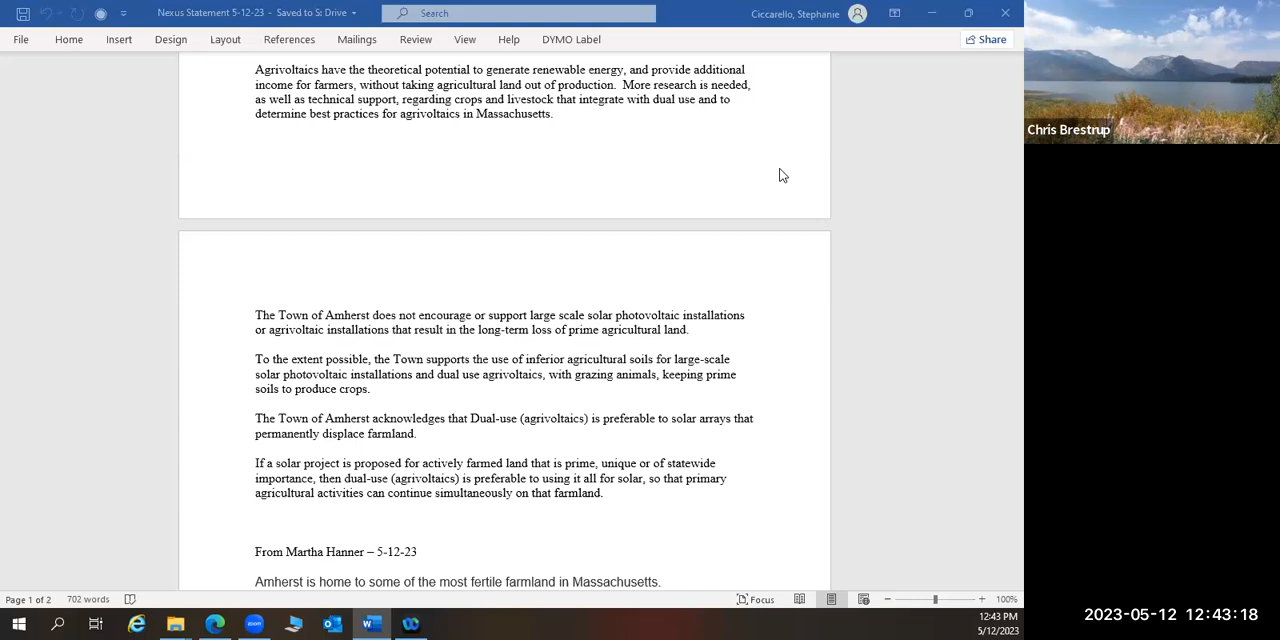 Nexus Statement 5-12-23 - Saved to S: Drive
Search
Ciccarello, Stephanie
File Home Insert Design Layout References Mailings Review View Help DYMO Label
Share
Agrivoltaics have the theoretical potential to generate renewable energy, and provide additional
income for farmers, without taking agricultural land out of production.  More research is needed,
as well as technical support, regarding crops and livestock that integrate with dual use and to
determine best practices for agrivoltaics in Massachusetts.
The Town of Amherst does not encourage or support large scale solar photovoltaic installations
or agrivoltaic installations that result in the long-term loss of prime agricultural land.
To the extent possible, the Town supports the use of inferior agricultural soils for large-scale
solar photovoltaic installations and dual use agrivoltaics, with grazing animals, keeping prime
soils to produce crops.
The Town of Amherst acknowledges that Dual-use (agrivoltaics) is preferable to solar arrays that
permanently displace farmland.
If a solar project is proposed for actively farmed land that is prime, unique or of statewide
importance, then dual-use (agrivoltaics) is preferable to using it all for solar, so that primary
agricultural activities can continue simultaneously on that farmland.
From Martha Hanner – 5-12-23
Amherst is home to some of the most fertile farmland in Massachusetts.
Page 1 of 2 702 words
Focus
100%
zoom
12:43 PM
5/12/2023
Chris Brestrup
2023-05-12 12:43:18